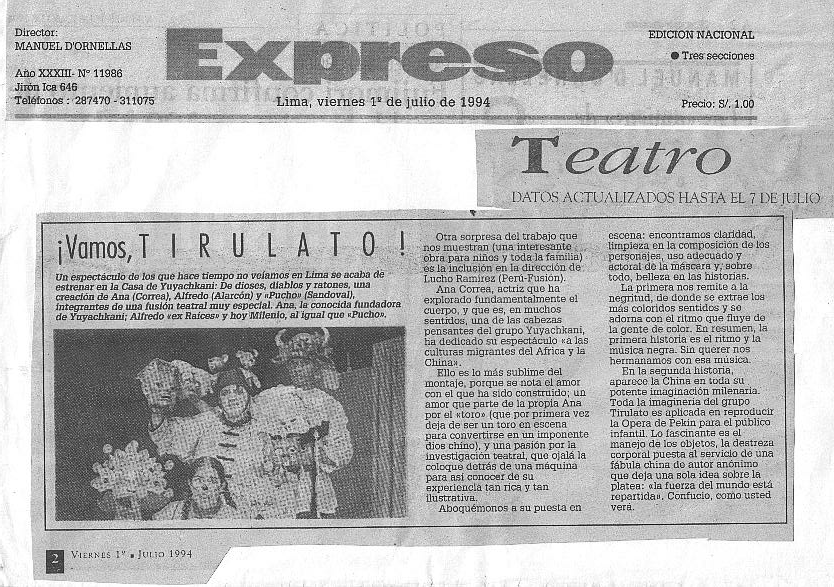 Director:
MANUEL D'ORNELLAS
Año XXXIII- N° 11986
Jirón Ica 646
Teléfonos : 287470 - 311075
Expreso
Lima, viernes 1º de julio de 1994
EDICION NACIONAL
● Tres secciones
Precio: S/. 1.00
Teatro
DATOS ACTUALIZADOS HASTA EL 7 DE JULIO
¡Vamos, TIRULATO!
Un espectáculo de los que hace tiempo no veíamos en Lima se acaba de
estrenar en la Casa de Yuyachkani: De dioses, diablos y ratones, una
creación de Ana (Correa), Alfredo (Alarcón) y «Pucho» (Sandoval),
integrantes de una fusión teatral muy especial. Ana, la conocida fundadora
de Yuyachkani; Alfredo «ex Raíces» y hoy Milenio, al igual que «Pucho».
Otra sorpresa del trabajo que
nos muestran (una interesante
obra para niños y toda la familia)
es la inclusión en la dirección de
Lucho Ramírez (Perú-Fusión).
Ana Correa, actriz que ha
explorado fundamentalmente el
cuerpo, y que es, en muchos
sentidos, una de las cabezas
pensantes del grupo Yuyachkani,
ha dedicado su espectáculo «a las
culturas migrantes del Africa y la
China».
Ello es lo más sublime del
montaje, porque se nota el amor
con el que ha sido construido; un
amor que parte de la propia Ana
por el «toro» (que por primera vez
deja de ser un toro en escena
para convertirse en un imponente
dios chino), y una pasión por la
investigación teatral, que ojalá la
coloque detrás de una máquina
para así conocer de su
experiencia tan rica y tan
ilustrativa.
Aboquémonos a su puesta en
escena: encontramos claridad,
limpieza en la composición de los
personajes, uso adecuado y
actoral de la máscara y, sobre
todo, belleza en las historias.
La primera nos remite a la
negritud, de donde se extrae los
más coloridos sentidos y se
adorna con el ritmo que fluye de
la gente de color. En resumen, la
primera historia es el ritmo y la
música negra. Sin querer nos
hermanamos con esa música.
En la segunda historia,
aparece la China en toda su
potente imaginación milenaria.
Toda la imaginería del grupo
Tirulato es aplicada en reproducir
la Opera de Pekín para el público
infantil. Lo fascinante es el
manejo de los objetos, la destreza
corporal puesta al servicio de una
fábula china de autor anónimo
que deja una sola idea sobre la
platea: «la fuerza del mundo está
repartida», Confucio, como usted
verá.
2 VIERNES 1º ■ JULIO 1994